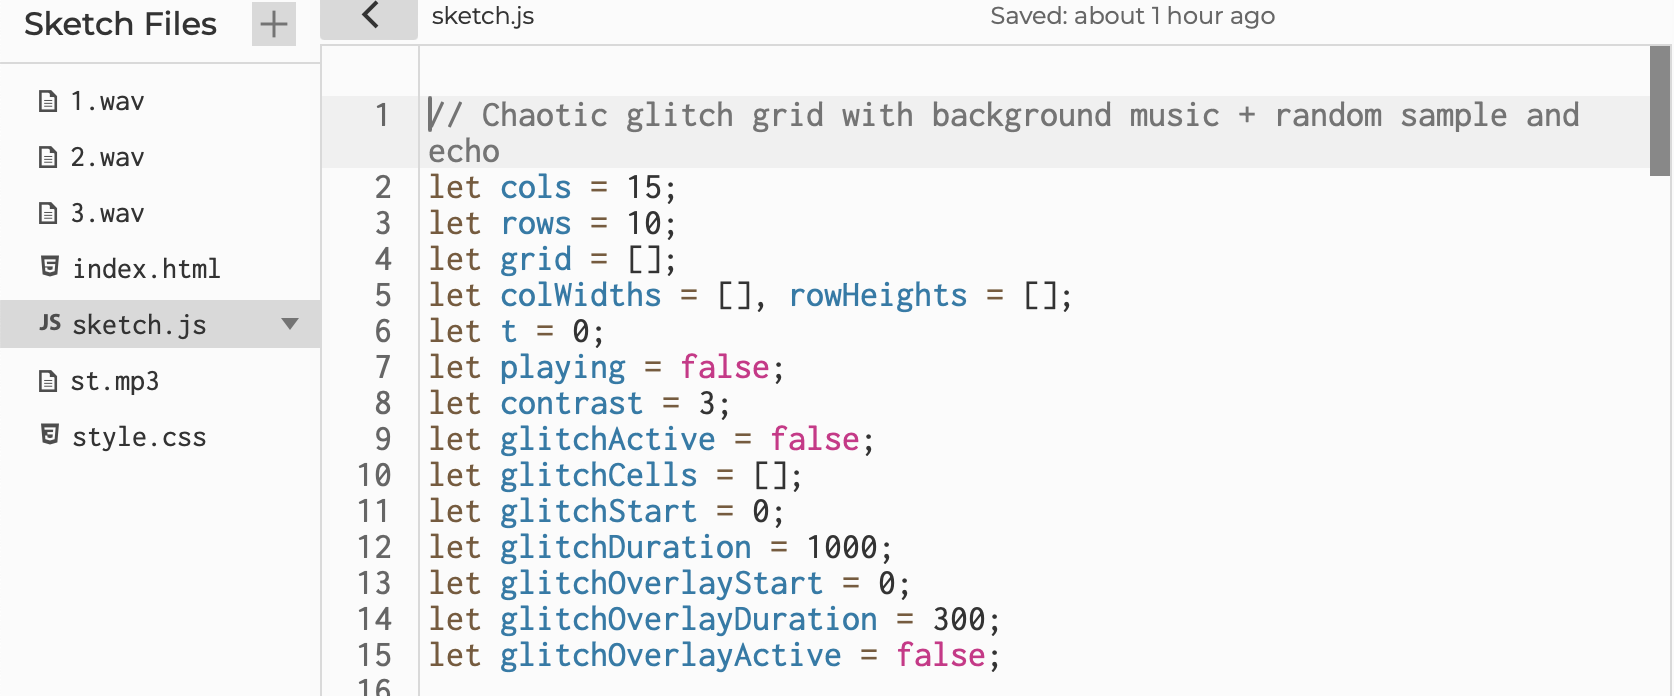 Sketch Files
+
1.wav
2.wav
3.wav
index.html
JS sketch.js
st.mp3
style.css
sketch.js
Saved: about 1 hour ago
1 // Chaotic glitch grid with background music + random sample and
echo
2 let cols = 15;
3 let rows = 10;
4 let grid = [];
5 let colWidths = [], rowHeights = [];
6 let t = 0;
7 let playing = false;
8 let contrast = 3;
9 let glitchActive = false;
10 let glitchCells = [];
11 let glitchStart = 0;
12 let glitchDuration = 1000;
13 let glitchOverlayStart = 0;
14 let glitchOverlayDuration = 300;
15 let glitchOverlayActive = false;
16